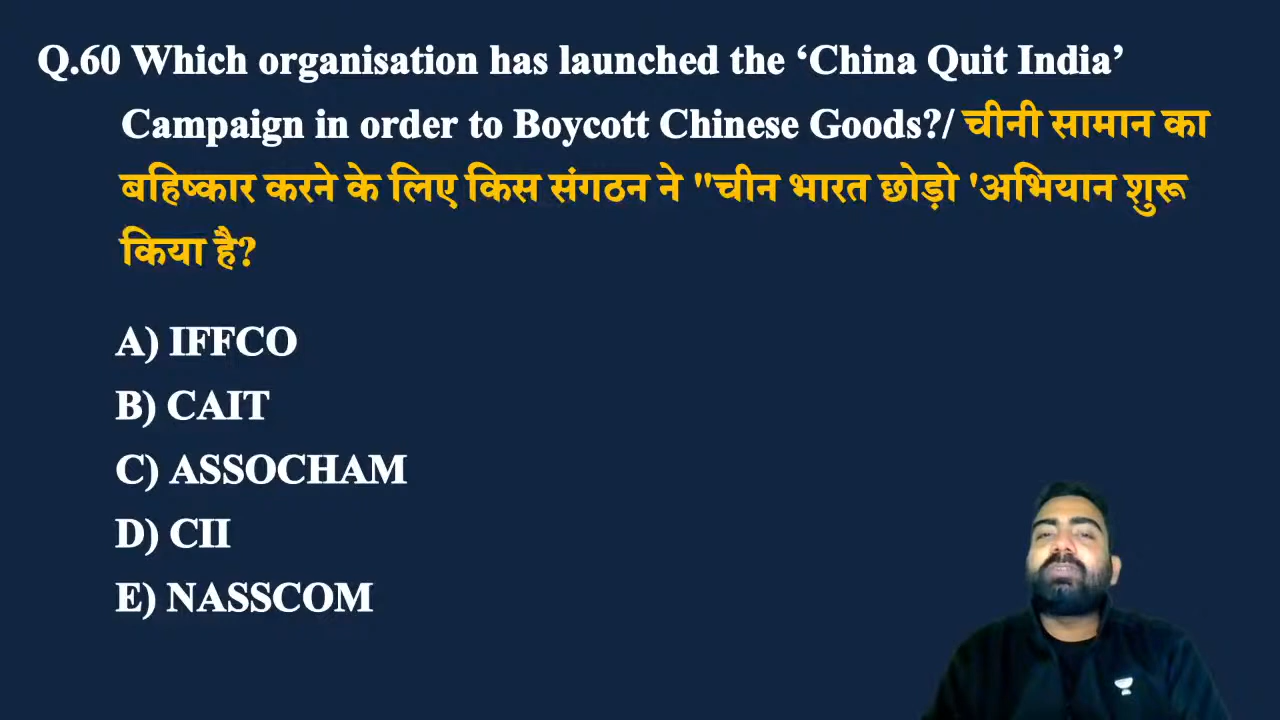 Q.60 Which organisation has launched the ‘China Quit India’
Campaign in order to Boycott Chinese Goods?/ चीनी सामान का
बहिष्कार करने के लिए किस संगठन ने "चीन भारत छोड़ो 'अभियान शुरू
किया है?
A) IFFCO
B) CAIT
C) ASSOCHAM
D) CII
E) NASSCOM